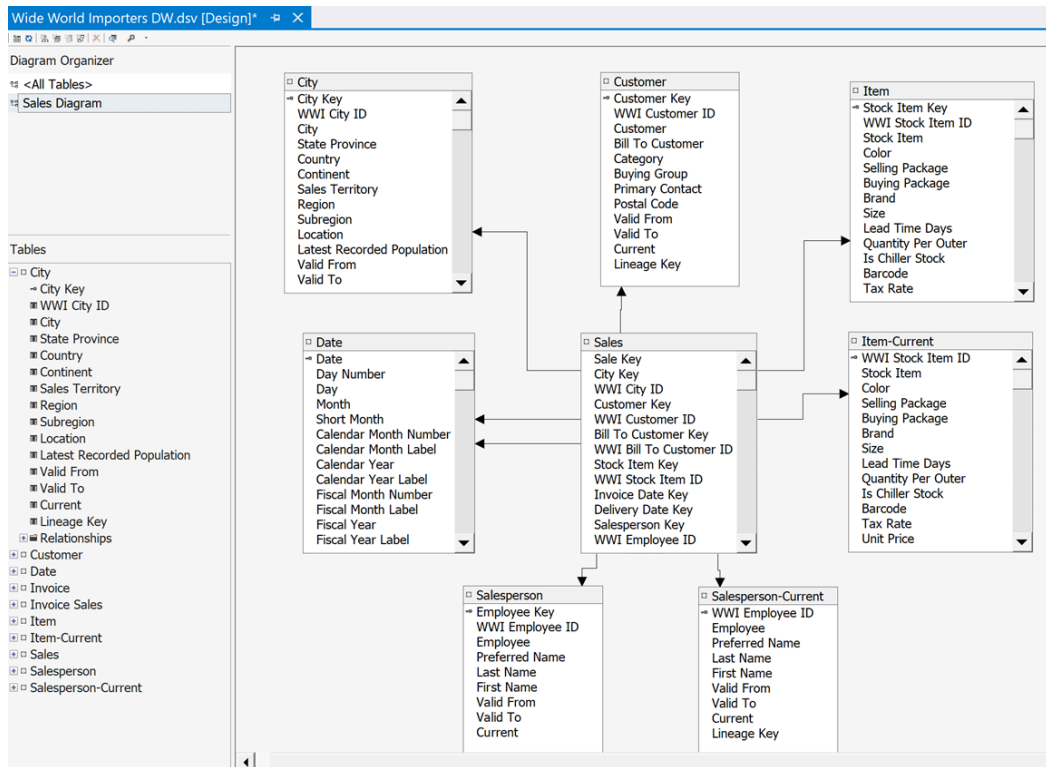 Wide World Importers DW.dsv [Design]*
Diagram Organizer
<All Tables>
Sales Diagram
Tables
City
City Key
WWI City ID
City
State Province
Country
Continent
Sales Territory
Region
Subregion
Location
Latest Recorded Population
Valid From
Valid To
Current
Lineage Key
Relationships
Customer
Date
Invoice
Invoice Sales
Item
Item-Current
Sales
Salesperson
Salesperson-Current
City
City Key
WWI City ID
City
State Province
Country
Continent
Sales Territory
Region
Subregion
Location
Latest Recorded Population
Valid From
Valid To
Customer
Customer Key
WWI Customer ID
Customer
Bill To Customer
Category
Buying Group
Primary Contact
Postal Code
Valid From
Valid To
Current
Lineage Key
Item
Stock Item Key
WWI Stock Item ID
Stock Item
Color
Selling Package
Buying Package
Brand
Size
Lead Time Days
Quantity Per Outer
Is Chiller Stock
Barcode
Tax Rate
Date
Date
Day Number
Day
Month
Short Month
Calendar Month Number
Calendar Month Label
Calendar Year
Calendar Year Label
Fiscal Month Number
Fiscal Month Label
Fiscal Year
Fiscal Year Label
Sales
Sale Key
City Key
WWI City ID
Customer Key
WWI Customer ID
Bill To Customer Key
WWI Bill To Customer ID
Stock Item Key
WWI Stock Item ID
Invoice Date Key
Delivery Date Key
Salesperson Key
WWI Employee ID
Item-Current
WWI Stock Item ID
Stock Item
Color
Selling Package
Buying Package
Brand
Size
Lead Time Days
Quantity Per Outer
Is Chiller Stock
Barcode
Tax Rate
Unit Price
Salesperson
Employee Key
WWI Employee ID
Employee
Preferred Name
Last Name
First Name
Valid From
Valid To
Current
Salesperson-Current
WWI Employee ID
Employee
Preferred Name
Last Name
First Name
Valid From
Valid To
Current
Lineage Key